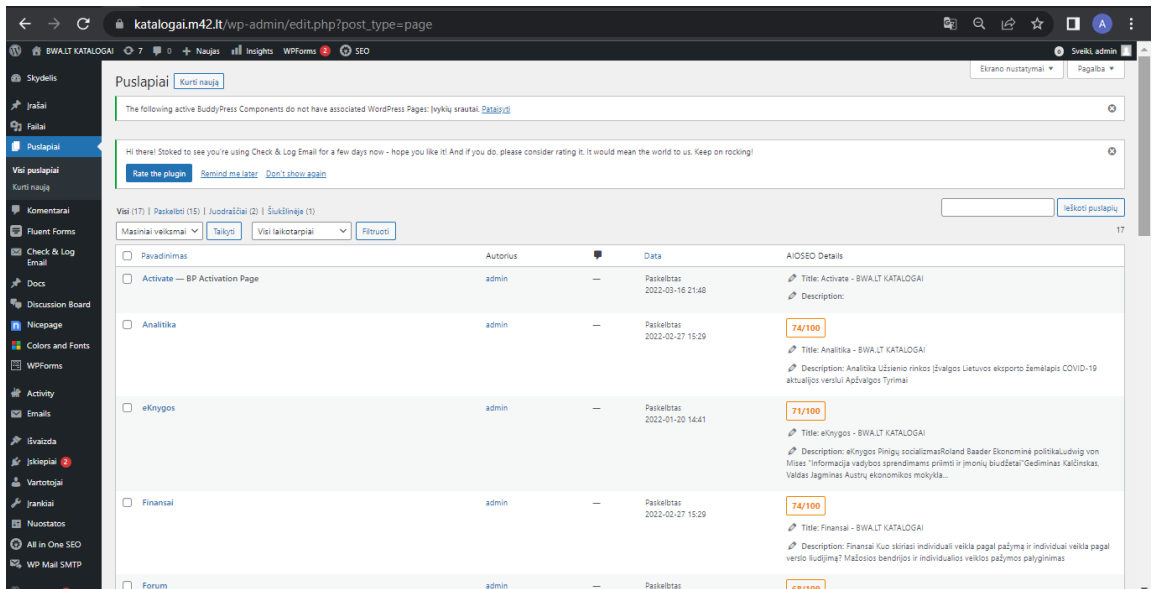 katalogai.m42.lt/wp-admin/edit.php?post_type=page
A
BWA.LT KATALOGAI 7 0 + Naujas Insights WPForms 2 SEO
Sveiki, admin
Skydelis
Įrašai
Failai
Puslapiai
Visi puslapiai
Kurti naują
Komentarai
Fluent Forms
Check & Log
Email
Docs
Discussion Board
Nicepage
Colors and Fonts
WPForms
Activity
Emails
Išvaizda
Įskiepiai 2
Vartotojai
Įrankiai
Nuostatos
All in One SEO
WP Mail SMTP
Ekrano nustatymai ▼ Pagalba ▼
Puslapiai Kurti naują
The following active BuddyPress Components do not have associated WordPress Pages: Įvykių srautai. Pataisyti
Hi there! Stoked to see you're using Check & Log Email for a few days now - hope you like it! And if you do, please consider rating it. It would mean the world to us. Keep on rocking!
Rate the plugin Remind me later Don't show again
Visi (17) | Paskelbti (15) | Juodraščiai (2) | Šiukšlinėje (1)
Ieškoti puslapių
Masiniai veiksmai Taikyti Visi laikotarpiai Filtruoti
17
Pavadinimas Autorius Data AIOSEO Details
Activate — BP Activation Page admin — Paskelbtas
2022-03-16 21:48
Title: Activate - BWA.LT KATALOGAI
Description:
Analitika admin — Paskelbtas
2022-02-27 15:29
74/100
Title: Analitika - BWA.LT KATALOGAI
Description: Analitika Užsienio rinkos Įžvalgos Lietuvos eksporto žemėlapis COVID-19
aktualijos verslui Apžvalgos Tyrimai
eKnygos admin — Paskelbtas
2022-01-20 14:41
71/100
Title: eKnygos - BWA.LT KATALOGAI
Description: eKnygos Pinigų socializmasRoland Baader Ekonominė politikaLudwig von
Mises "Informacija vadybos sprendimams priimti ir įmonių biudžetai"Gediminas Kalčinskas,
Valdas Jagminas Austrų ekonomikos mokykla...
Finansai admin — Paskelbtas
2022-02-27 15:29
74/100
Title: Finansai - BWA.LT KATALOGAI
Description: Finansai Kuo skiriasi individuali veikla pagal pažymą ir individuai veikla pagal
verslo liudijimą? Mažosios bendrijos ir individualios veiklos pažymos palyginimas
Forum admin — Paskelbtas
68/100